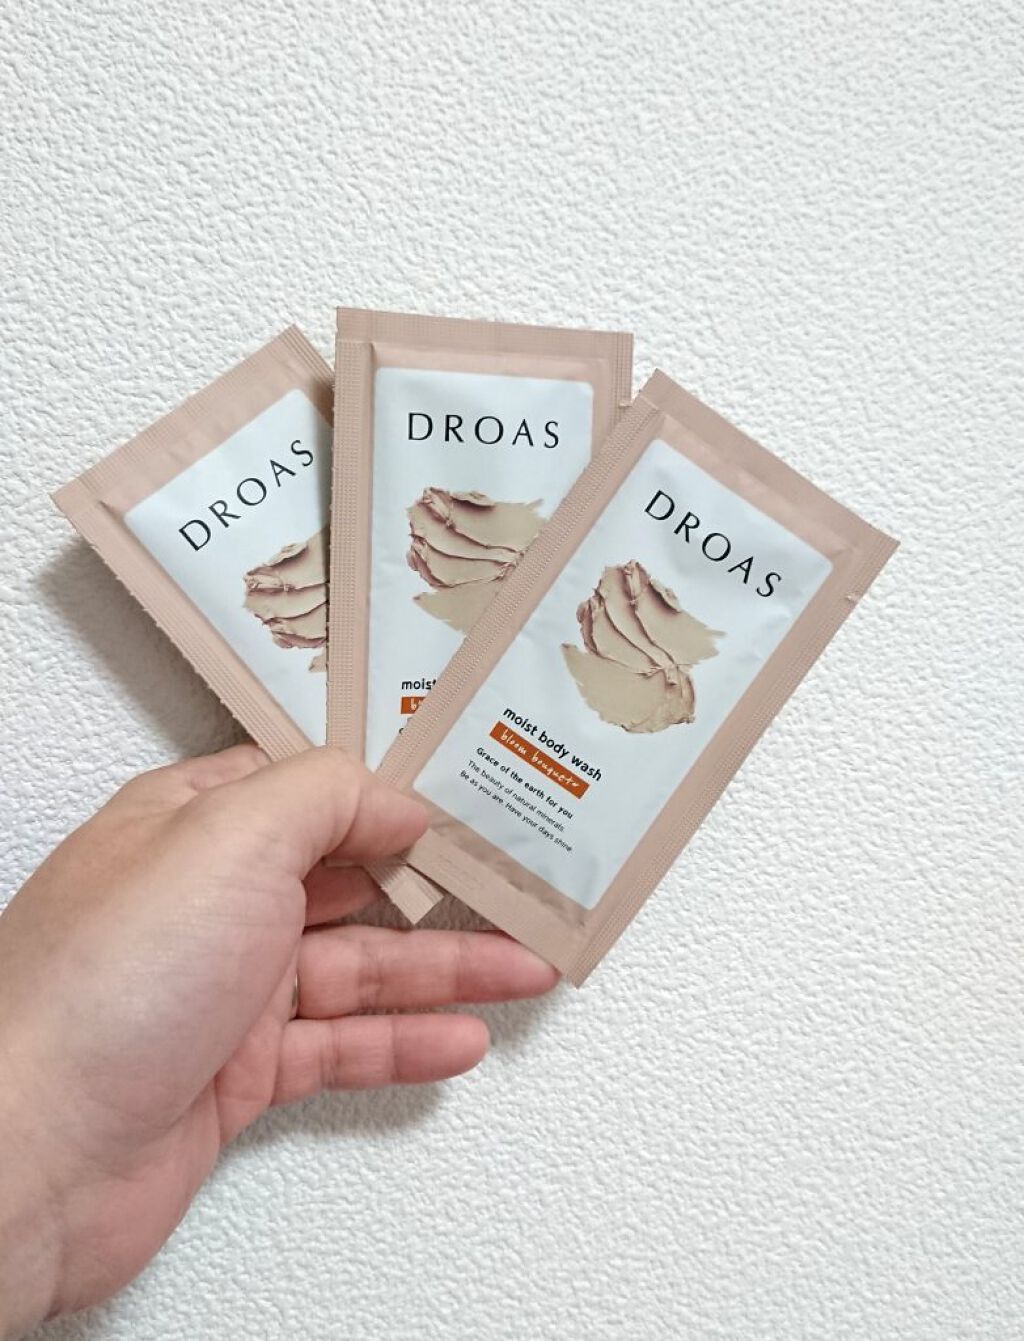 DROAS
DROAS
moist
DROAS
moist body wash
bloom bouquet
Grace of the earth for you
The beauty of natural minerals.
Be as you are. Have your days shine.